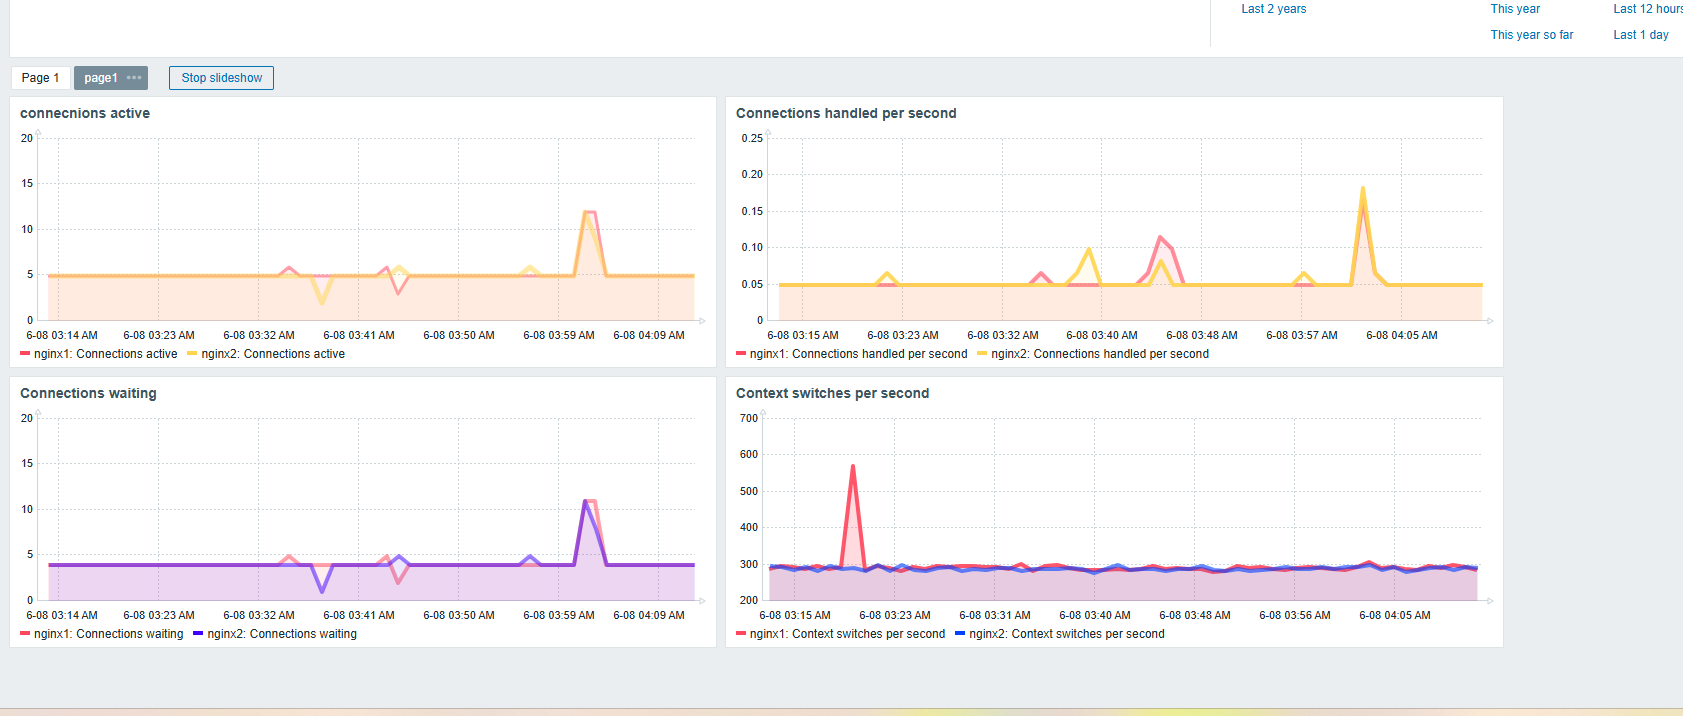 Last 2 years
This year
Last 12 hours
This year so far
Last 1 day
Page 1
page1
Stop slideshow
connecnions active
20
15
10
5
0
6-08 03:14 AM
6-08 03:23 AM
6-08 03:32 AM
6-08 03:41 AM
6-08 03:50 AM
6-08 03:59 AM
6-08 04:09 AM
nginx1: Connections active
nginx2: Connections active
Connections handled per second
0.25
0.20
0.15
0.10
0.05
0
6-08 03:15 AM
6-08 03:23 AM
6-08 03:32 AM
6-08 03:40 AM
6-08 03:48 AM
6-08 03:57 AM
6-08 04:05 AM
nginx1: Connections handled per second
nginx2: Connections handled per second
Connections waiting
20
15
10
5
0
6-08 03:14 AM
6-08 03:23 AM
6-08 03:32 AM
6-08 03:41 AM
6-08 03:50 AM
6-08 03:59 AM
6-08 04:09 AM
nginx1: Connections waiting
nginx2: Connections waiting
Context switches per second
700
600
500
400
300
200
6-08 03:15 AM
6-08 03:23 AM
6-08 03:31 AM
6-08 03:40 AM
6-08 03:48 AM
6-08 03:56 AM
6-08 04:05 AM
nginx1: Context switches per second
nginx2: Context switches per second